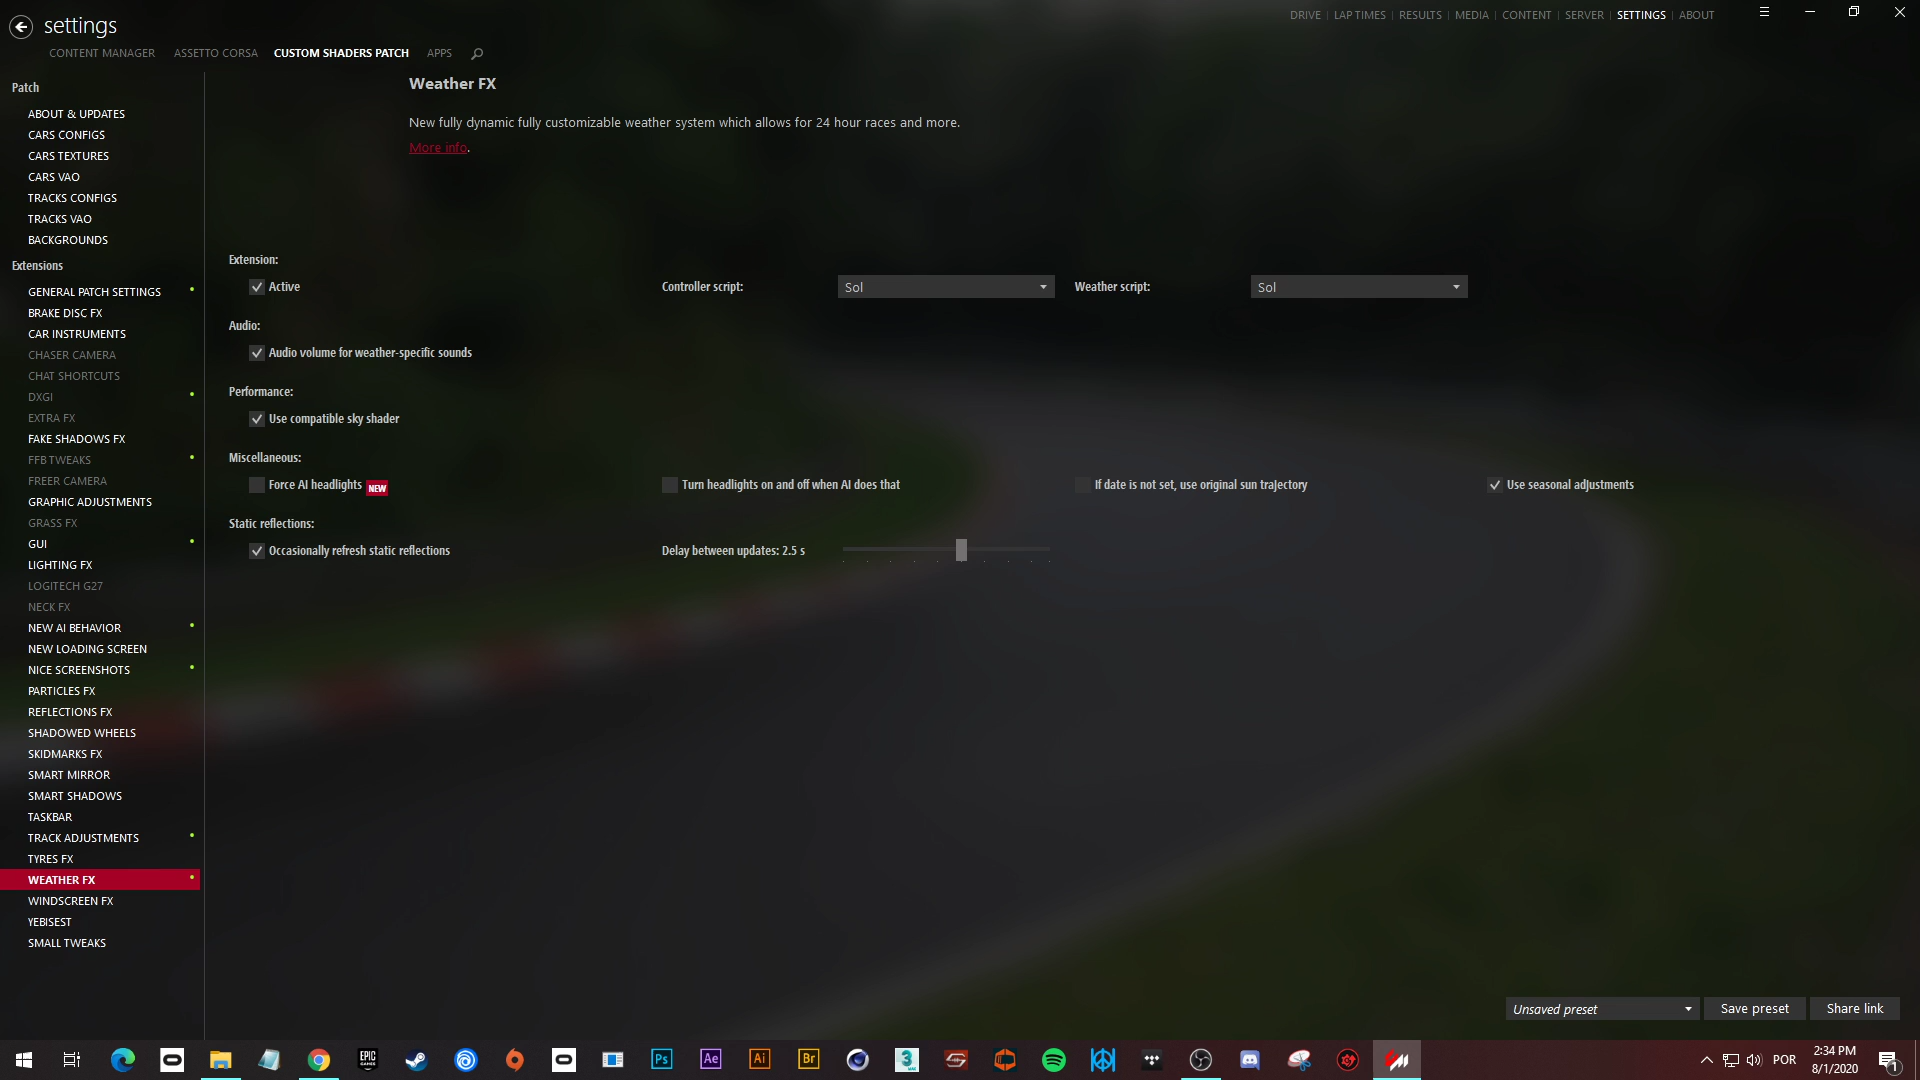 settings
DRIVE | LAP TIMES | RESULTS | MEDIA | CONTENT | SERVER | SETTINGS | ABOUT
CONTENT MANAGER ASSETTO CORSA CUSTOM SHADERS PATCH APPS
Patch
ABOUT & UPDATES
CARS CONFIGS
CARS TEXTURES
CARS VAO
TRACKS CONFIGS
TRACKS VAO
BACKGROUNDS
Extensions
GENERAL PATCH SETTINGS
BRAKE DISC FX
CAR INSTRUMENTS
CHASER CAMERA
CHAT SHORTCUTS
DXGI
EXTRA FX
FAKE SHADOWS FX
FFB TWEAKS
FREER CAMERA
GRAPHIC ADJUSTMENTS
GRASS FX
GUI
LIGHTING FX
LOGITECH G27
NECK FX
NEW AI BEHAVIOR
NEW LOADING SCREEN
NICE SCREENSHOTS
PARTICLES FX
REFLECTIONS FX
SHADOWED WHEELS
SKIDMARKS FX
SMART MIRROR
SMART SHADOWS
TASKBAR
TRACK ADJUSTMENTS
TYRES FX
WEATHER FX
WINDSCREEN FX
YEBISEST
SMALL TWEAKS
Weather FX
New fully dynamic fully customizable weather system which allows for 24 hour races and more.
More info.
Extension:
Active Controller script: Sol Weather script: Sol
Audio:
Audio volume for weather-specific sounds
Performance:
Use compatible sky shader
Miscellaneous:
Force AI headlights NEW Turn headlights on and off when AI does that If date is not set, use original sun trajectory Use seasonal adjustments
Static reflections:
Occasionally refresh static reflections Delay between updates: 2.5 s
Unsaved preset Save preset Share link
EPIC GAMES Ps Ae Ai Br 3 POR 2:34 PM
8/1/2020 1